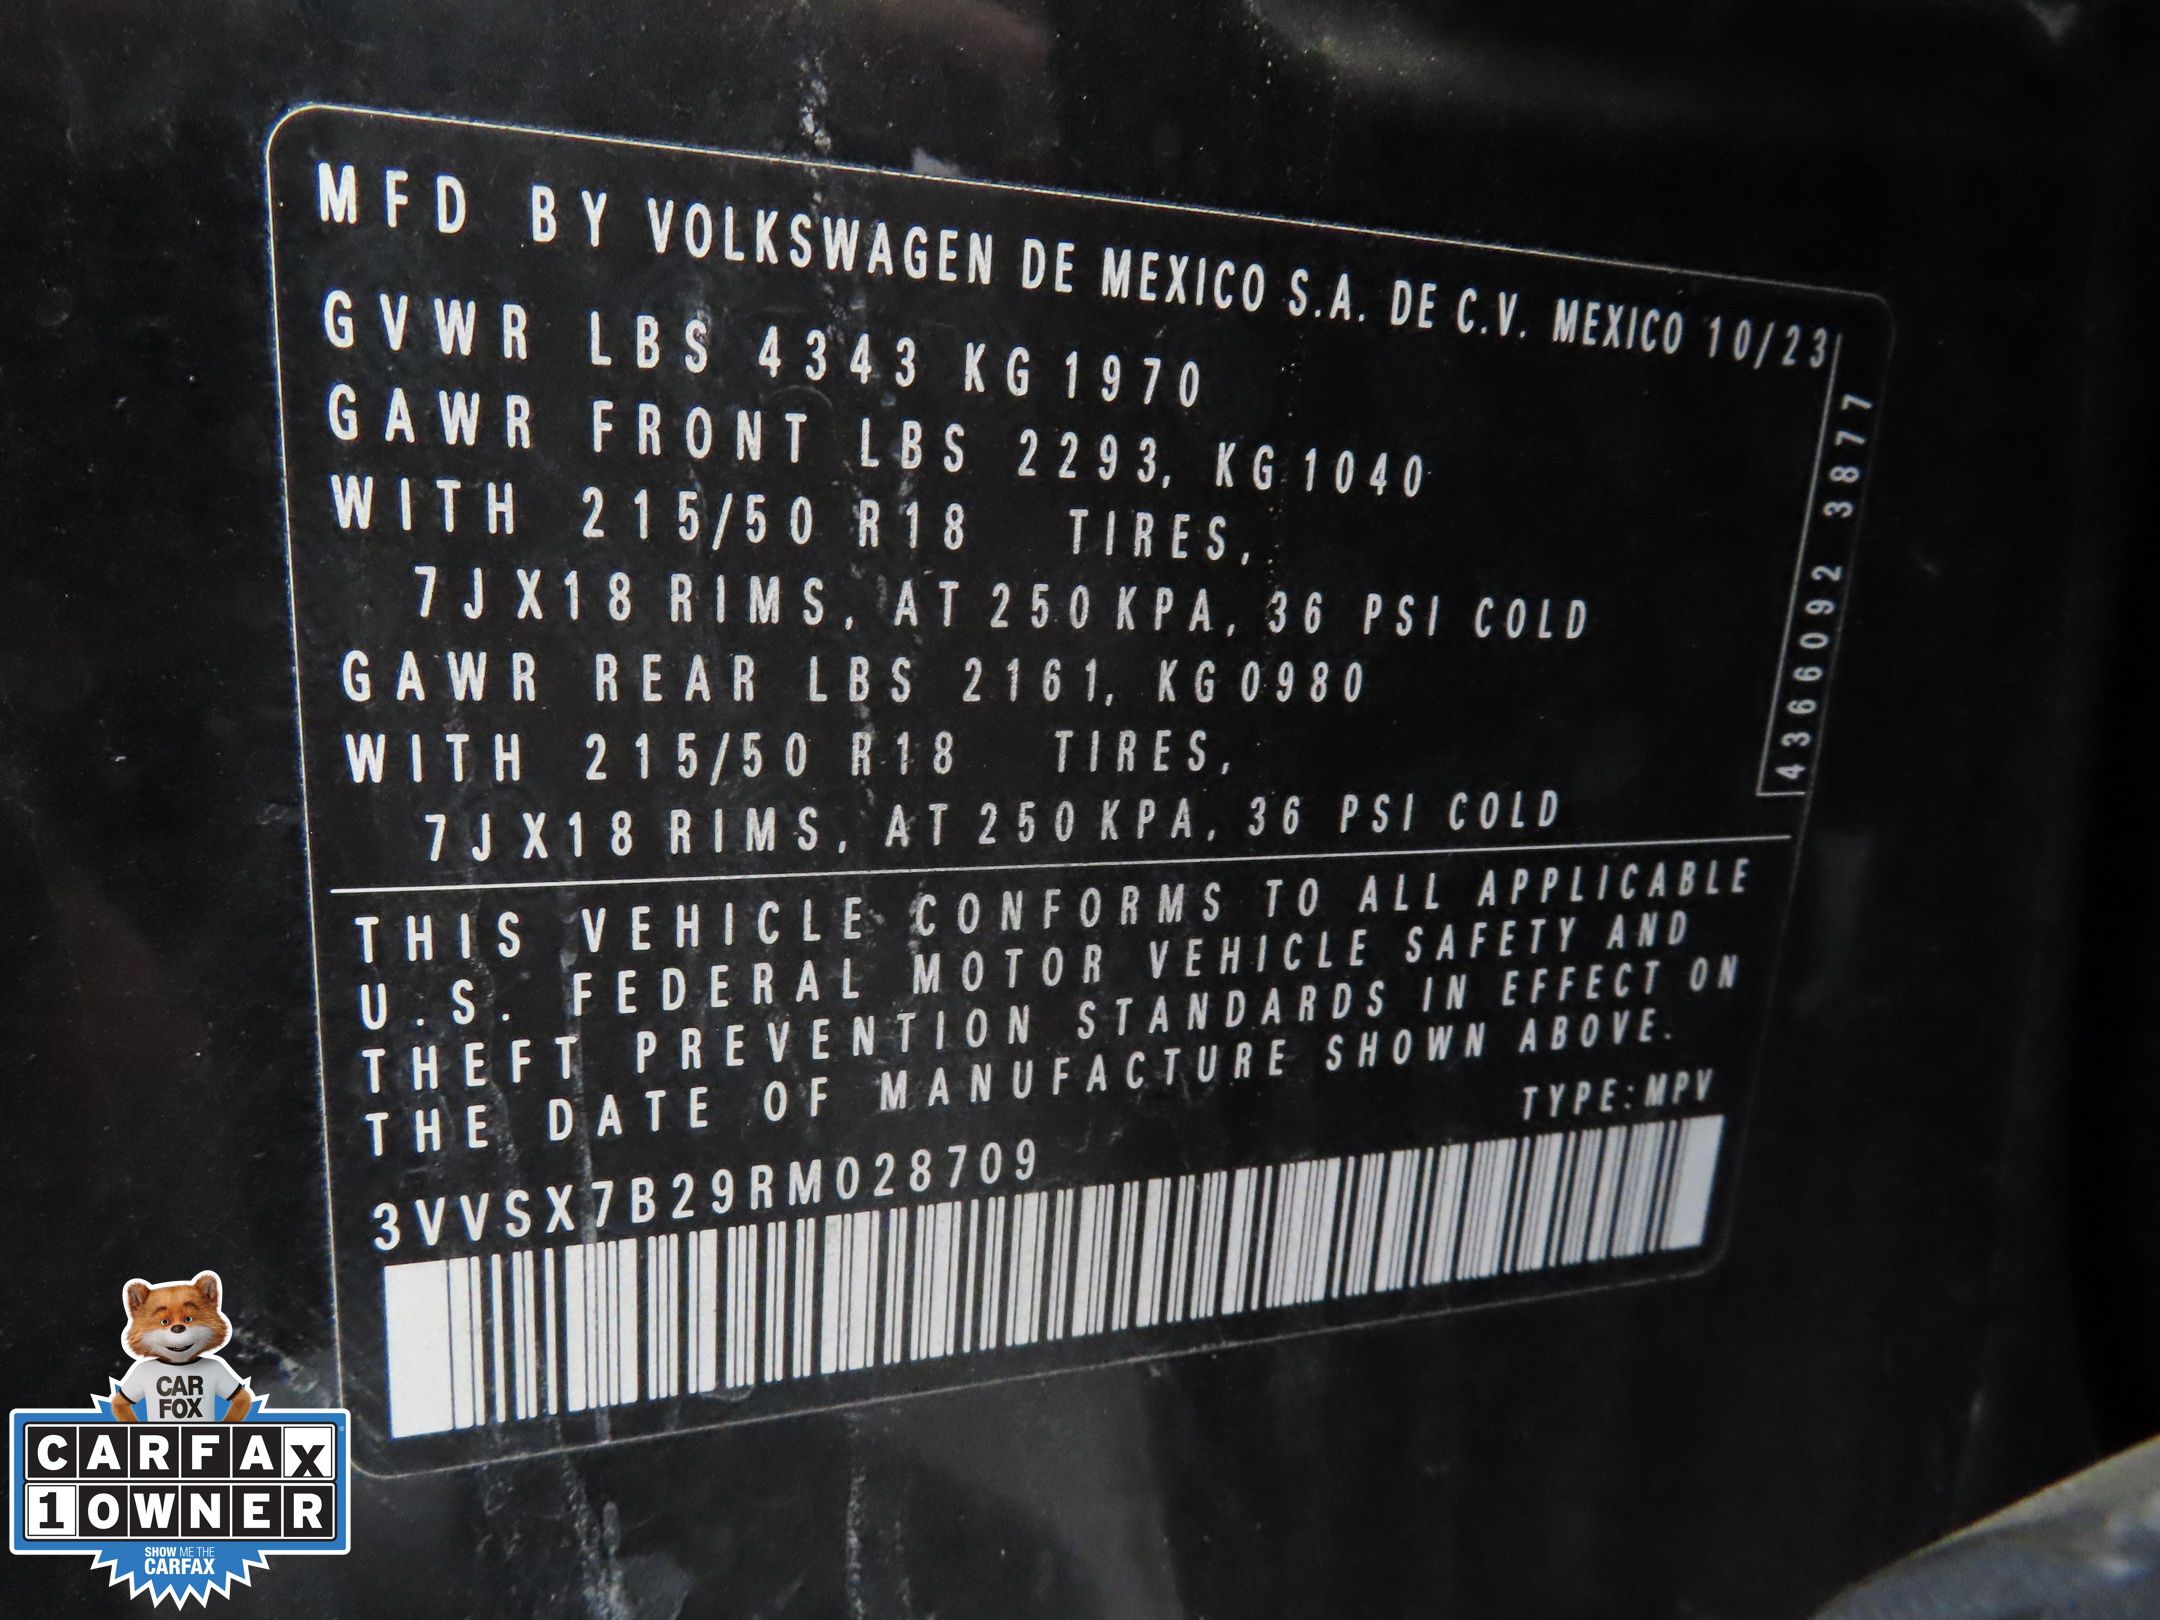 MFD BY VOLKSWAGEN DE MEXICO S.A. DE C.V. MEXICO 10/23
GVWR LBS 4343 KG 1970
GAWR FRONT LBS 2293, KG 1040
WITH 215/50 R18 TIRES,
7JX18 RIMS, AT 250 KPA, 36 PSI COLD
GAWR REAR LBS 2161, KG 0980
WITH 215/50 R18 TIRES,
7JX18 RIMS, AT 250 KPA, 36 PSI COLD
4366092 3877
THIS VEHICLE CONFORMS TO ALL APPLICABLE
U.S. FEDERAL MOTOR VEHICLE SAFETY AND
THEFT PREVENTION STANDARDS IN EFFECT ON
THE DATE OF MANUFACTURE SHOWN ABOVE.
TYPE:MPV
3VVSX7B29RM028709
CAR
FOX
CARFAX
1 OWNER
SHOW ME THE
CARFAX